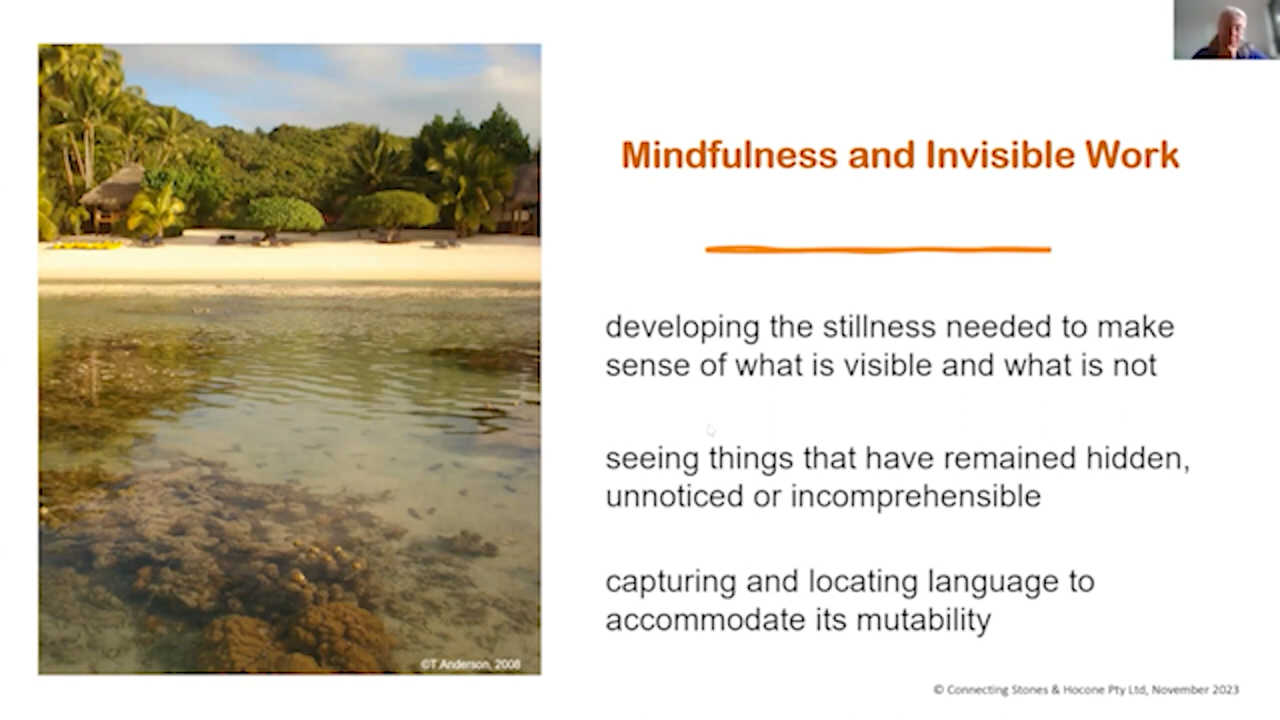 Mindfulness and Invisible Work
developing the stillness needed to make
sense of what is visible and what is not
seeing things that have remained hidden,
unnoticed or incomprehensible
capturing and locating language to
accommodate its mutability
©T Anderson, 2008
© Connecting Stones & Hocone Pty Ltd, November 2023